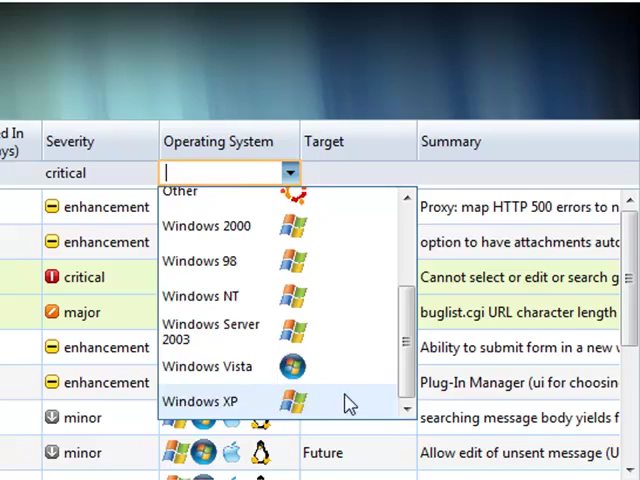 ed In
ys)
Severity
Operating System
Target
Summary
critical
Other
Windows 2000
Windows 98
Windows NT
Windows Server
2003
Windows Vista
Windows XP
enhancement
Proxy: map HTTP 500 errors to n
enhancement
option to have attachments auto
critical
Cannot select or edit or search g
major
buglist.cgi URL character length
enhancement
Ability to submit form in a new v
enhancement
Plug-In Manager (ui for choosin
minor
searching message body yields f
minor
Future
Allow edit of unsent message (U